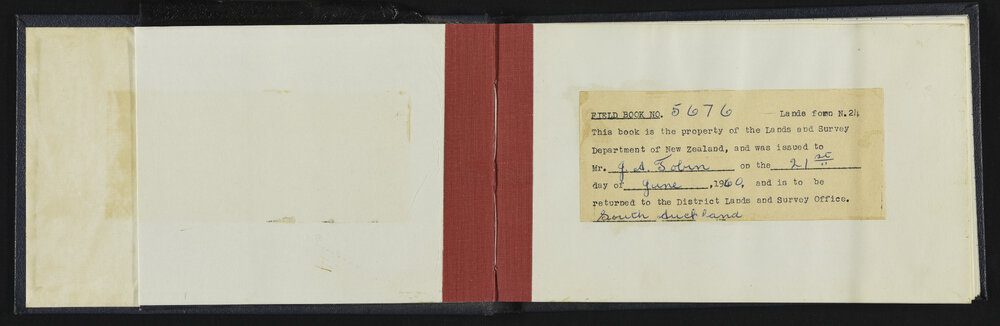 FIELD BOOK NO. 5676 — Lands form N.24
This book is the property of the Lands and Survey
Department of New Zealand, and was issued to
Mr. J. A. Tobin on the 21st
day of June , 1960, and is to be
returned to the District Lands and Survey Office.
South Auckland